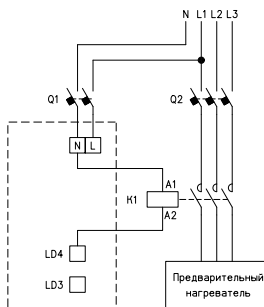 N L1 L2 L3
Q1
Q2
N L
A1
K1
A2
LD4
LD3
Предварительный
нагреватель